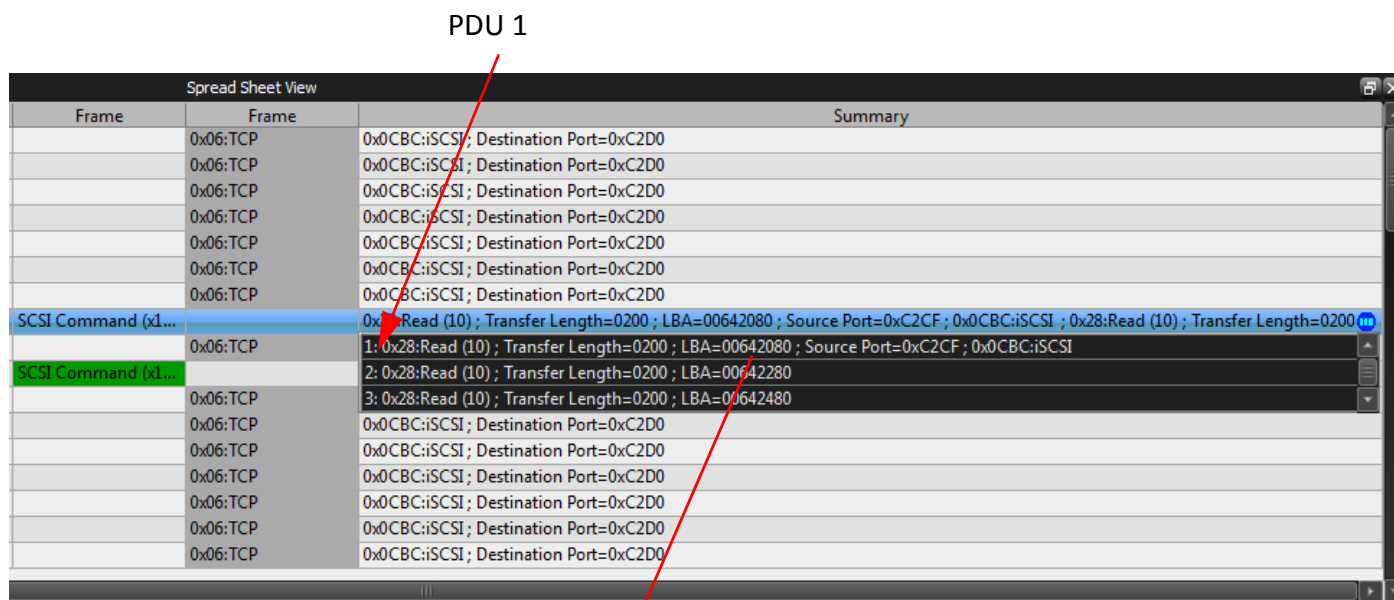 PDU 1
Spread Sheet View
Frame Frame Summary
0x06:TCP 0x0CBC:iSCSI ; Destination Port=0xC2D0
0x06:TCP 0x0CBC:iSCSI ; Destination Port=0xC2D0
0x06:TCP 0x0CBC:iSCSI ; Destination Port=0xC2D0
0x06:TCP 0x0CBC:iSCSI ; Destination Port=0xC2D0
0x06:TCP 0x0CBC:iSCSI ; Destination Port=0xC2D0
0x06:TCP 0x0CBC:iSCSI ; Destination Port=0xC2D0
0x06:TCP 0x0CBC:iSCSI ; Destination Port=0xC2D0
SCSI Command (x1... 0x28:Read (10) ; Transfer Length=0200 ; LBA=00642080 ; Source Port=0xC2CF ; 0x0CBC:iSCSI ; 0x28:Read (10) ; Transfer Length=0200
0x06:TCP 1: 0x28:Read (10) ; Transfer Length=0200 ; LBA=00642080 ; Source Port=0xC2CF ; 0x0CBC:iSCSI
SCSI Command (x1... 2: 0x28:Read (10) ; Transfer Length=0200 ; LBA=00642280
0x06:TCP 3: 0x28:Read (10) ; Transfer Length=0200 ; LBA=00642480
0x06:TCP 0x0CBC:iSCSI ; Destination Port=0xC2D0
0x06:TCP 0x0CBC:iSCSI ; Destination Port=0xC2D0
0x06:TCP 0x0CBC:iSCSI ; Destination Port=0xC2D0
0x06:TCP 0x0CBC:iSCSI ; Destination Port=0xC2D0
0x06:TCP 0x0CBC:iSCSI ; Destination Port=0xC2D0
0x06:TCP 0x0CBC:iSCSI ; Destination Port=0xC2D0